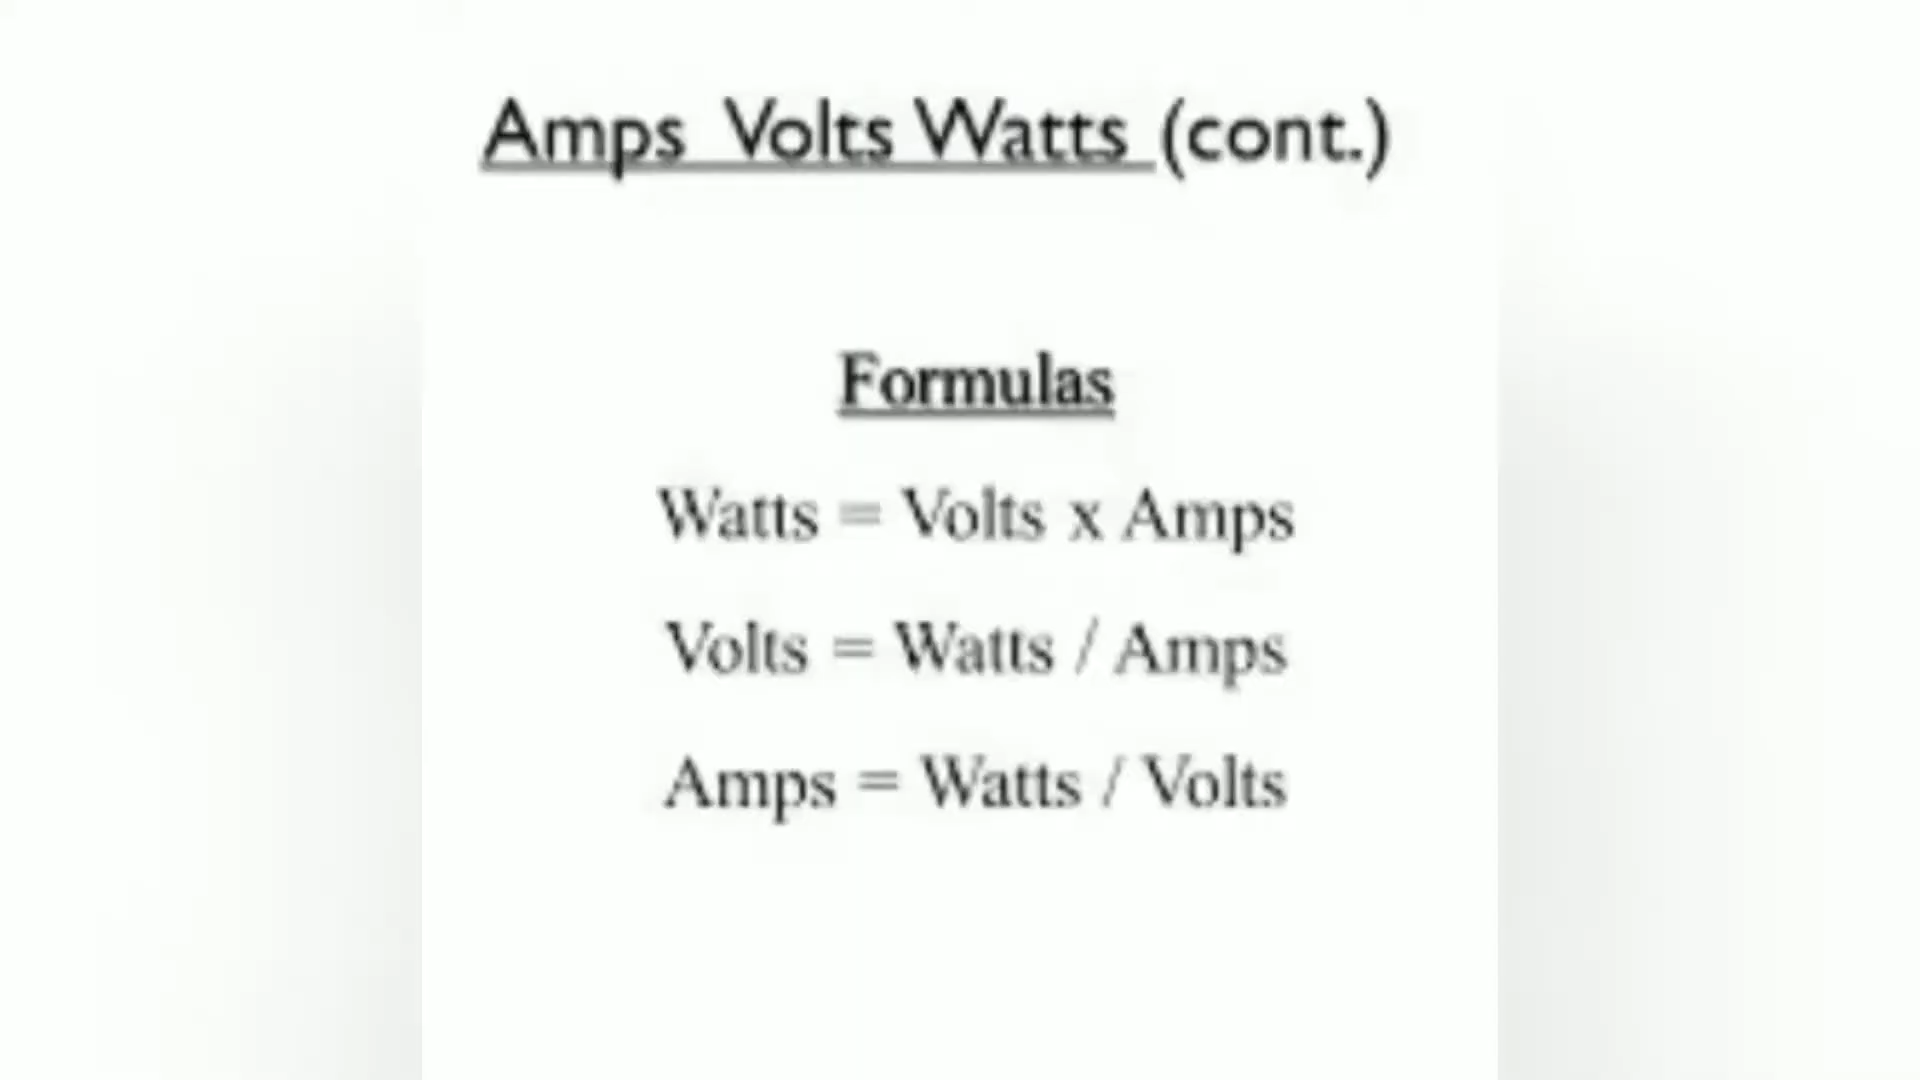 Amps Volts Watts (cont.)
Formulas
Watts = Volts x Amps
Volts = Watts / Amps
Amps = Watts / Volts